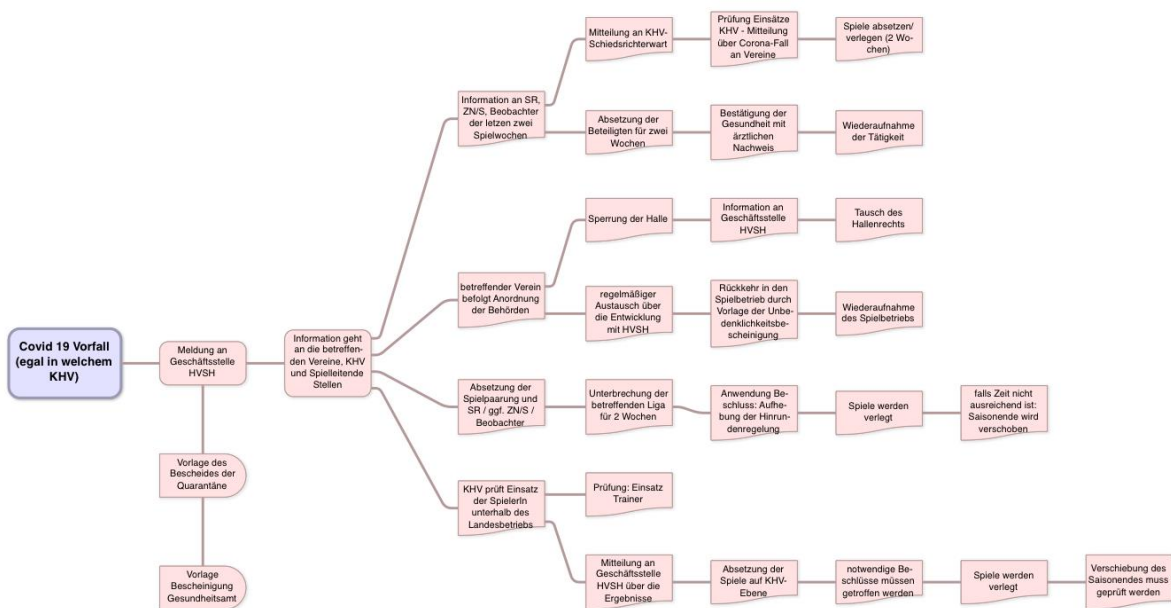 Covid 19 Vorfall
(egal in welchem
KHV)
Meldung an
Geschäftsstelle
HVSH
Vorlage des
Bescheides der
Quarantäne
Vorlage
Bescheinigung
Gesundheitsamt
Information geht
an die betreffen-
den Vereine, KHV
und Spielleitende
Stellen
Information an SR,
ZN/S, Beobachter
der letzen zwei
Spielwochen
Mitteilung an KHV-
Schiedsrichterwart
Prüfung Einsätze
KHV - Mitteilung
über Corona-Fall
an Vereine
Spiele absetzen/
verlegen (2 Wo-
chen)
Absetzung der
Beteiligten für zwei
Wochen
Bestätigung der
Gesundheit mit
ärztlichen
Nachweis
Wiederaufnahme
der Tätigkeit
betreffender Verein
befolgt Anordnung
der Behörden
Sperrung der Halle
Information an
Geschäftsstelle
HVSH
Tausch des
Hallenrechts
regelmäßiger
Austausch über
die Entwicklung
mit HVSH
Rückkehr in den
Spielbetrieb durch
Vorlage der Unbe-
denklichkeitsbe-
scheinigung
Wiederaufnahme
des Spielbetriebs
Absetzung der
Spielpaarung und
SR / ggf. ZN/S /
Beobachter
Unterbrechung der
betreffenden Liga
für 2 Wochen
Anwendung Be-
schluss: Aufhe-
bung der Hinrun-
denregelung
Spiele werden
verlegt
falls Zeit nicht
ausreichend ist:
Saisonende wird
verschoben
KHV prüft Einsatz
der SpielerIn
unterhalb des
Landesbetriebs
Prüfung: Einsatz
Trainer
Mitteilung an
Geschäftsstelle
HVSH über die
Ergebnisse
Absetzung der
Spiele auf KHV-
Ebene
notwendige Be-
schlüsse müssen
getroffen werden
Spiele werden
verlegt
Verschiebung des
Saisonendes muss
geprüft werden